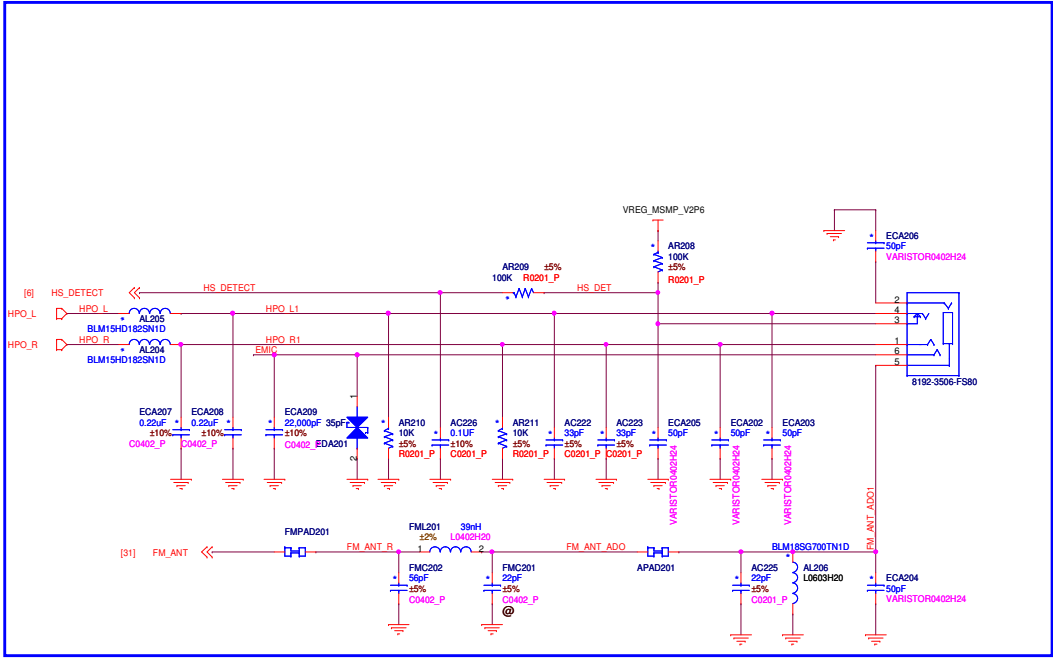 VREG_MSMP_V2P6
ECA206
50pF
VARISTOR0402H24
AR208
100K
±5%
R0201_P
AR209 ±5%
100K R0201_P
[6] HS_DETECT
HS_DETECT
HS_DET
HPO_L
HPO_L
HPO_L1
AL205
BLM15HD182SN1D
HPO_R
HPO_R
HPO_R1
AL204
BLM15HD182SN1D
EMIC
2
4
3
1
6
5
8192-3506-FS80
ECA207
0.22uF
±10%
C0402_P
ECA208
0.22uF
±10%
C0402_P
ECA209
22,000pF
±10%
C0402_P
1
35pF
EDA201
2
AR210
10K
±5%
R0201_P
AC226
0.1UF
±10%
C0201_P
AR211
10K
±5%
R0201_P
AC222
33pF
±5%
C0201_P
AC223
33pF
±5%
C0201_P
ECA205
50pF
VARISTOR0402H24
ECA202
50pF
VARISTOR0402H24
ECA203
50pF
VARISTOR0402H24
FM_ANT_ADO1
[31] FM_ANT
FMPAD201
FM_ANT_R
FML201
±2%
39nH
L0402H20
1
2
FM_ANT_ADO
APAD201
BLM18SG700TN1D
FMC202
56pF
±5%
C0402_P
FMC201
22pF
±5%
C0402_P
@
AC225
22pF
±5%
C0201_P
AL206
L0603H20
ECA204
50pF
VARISTOR0402H24